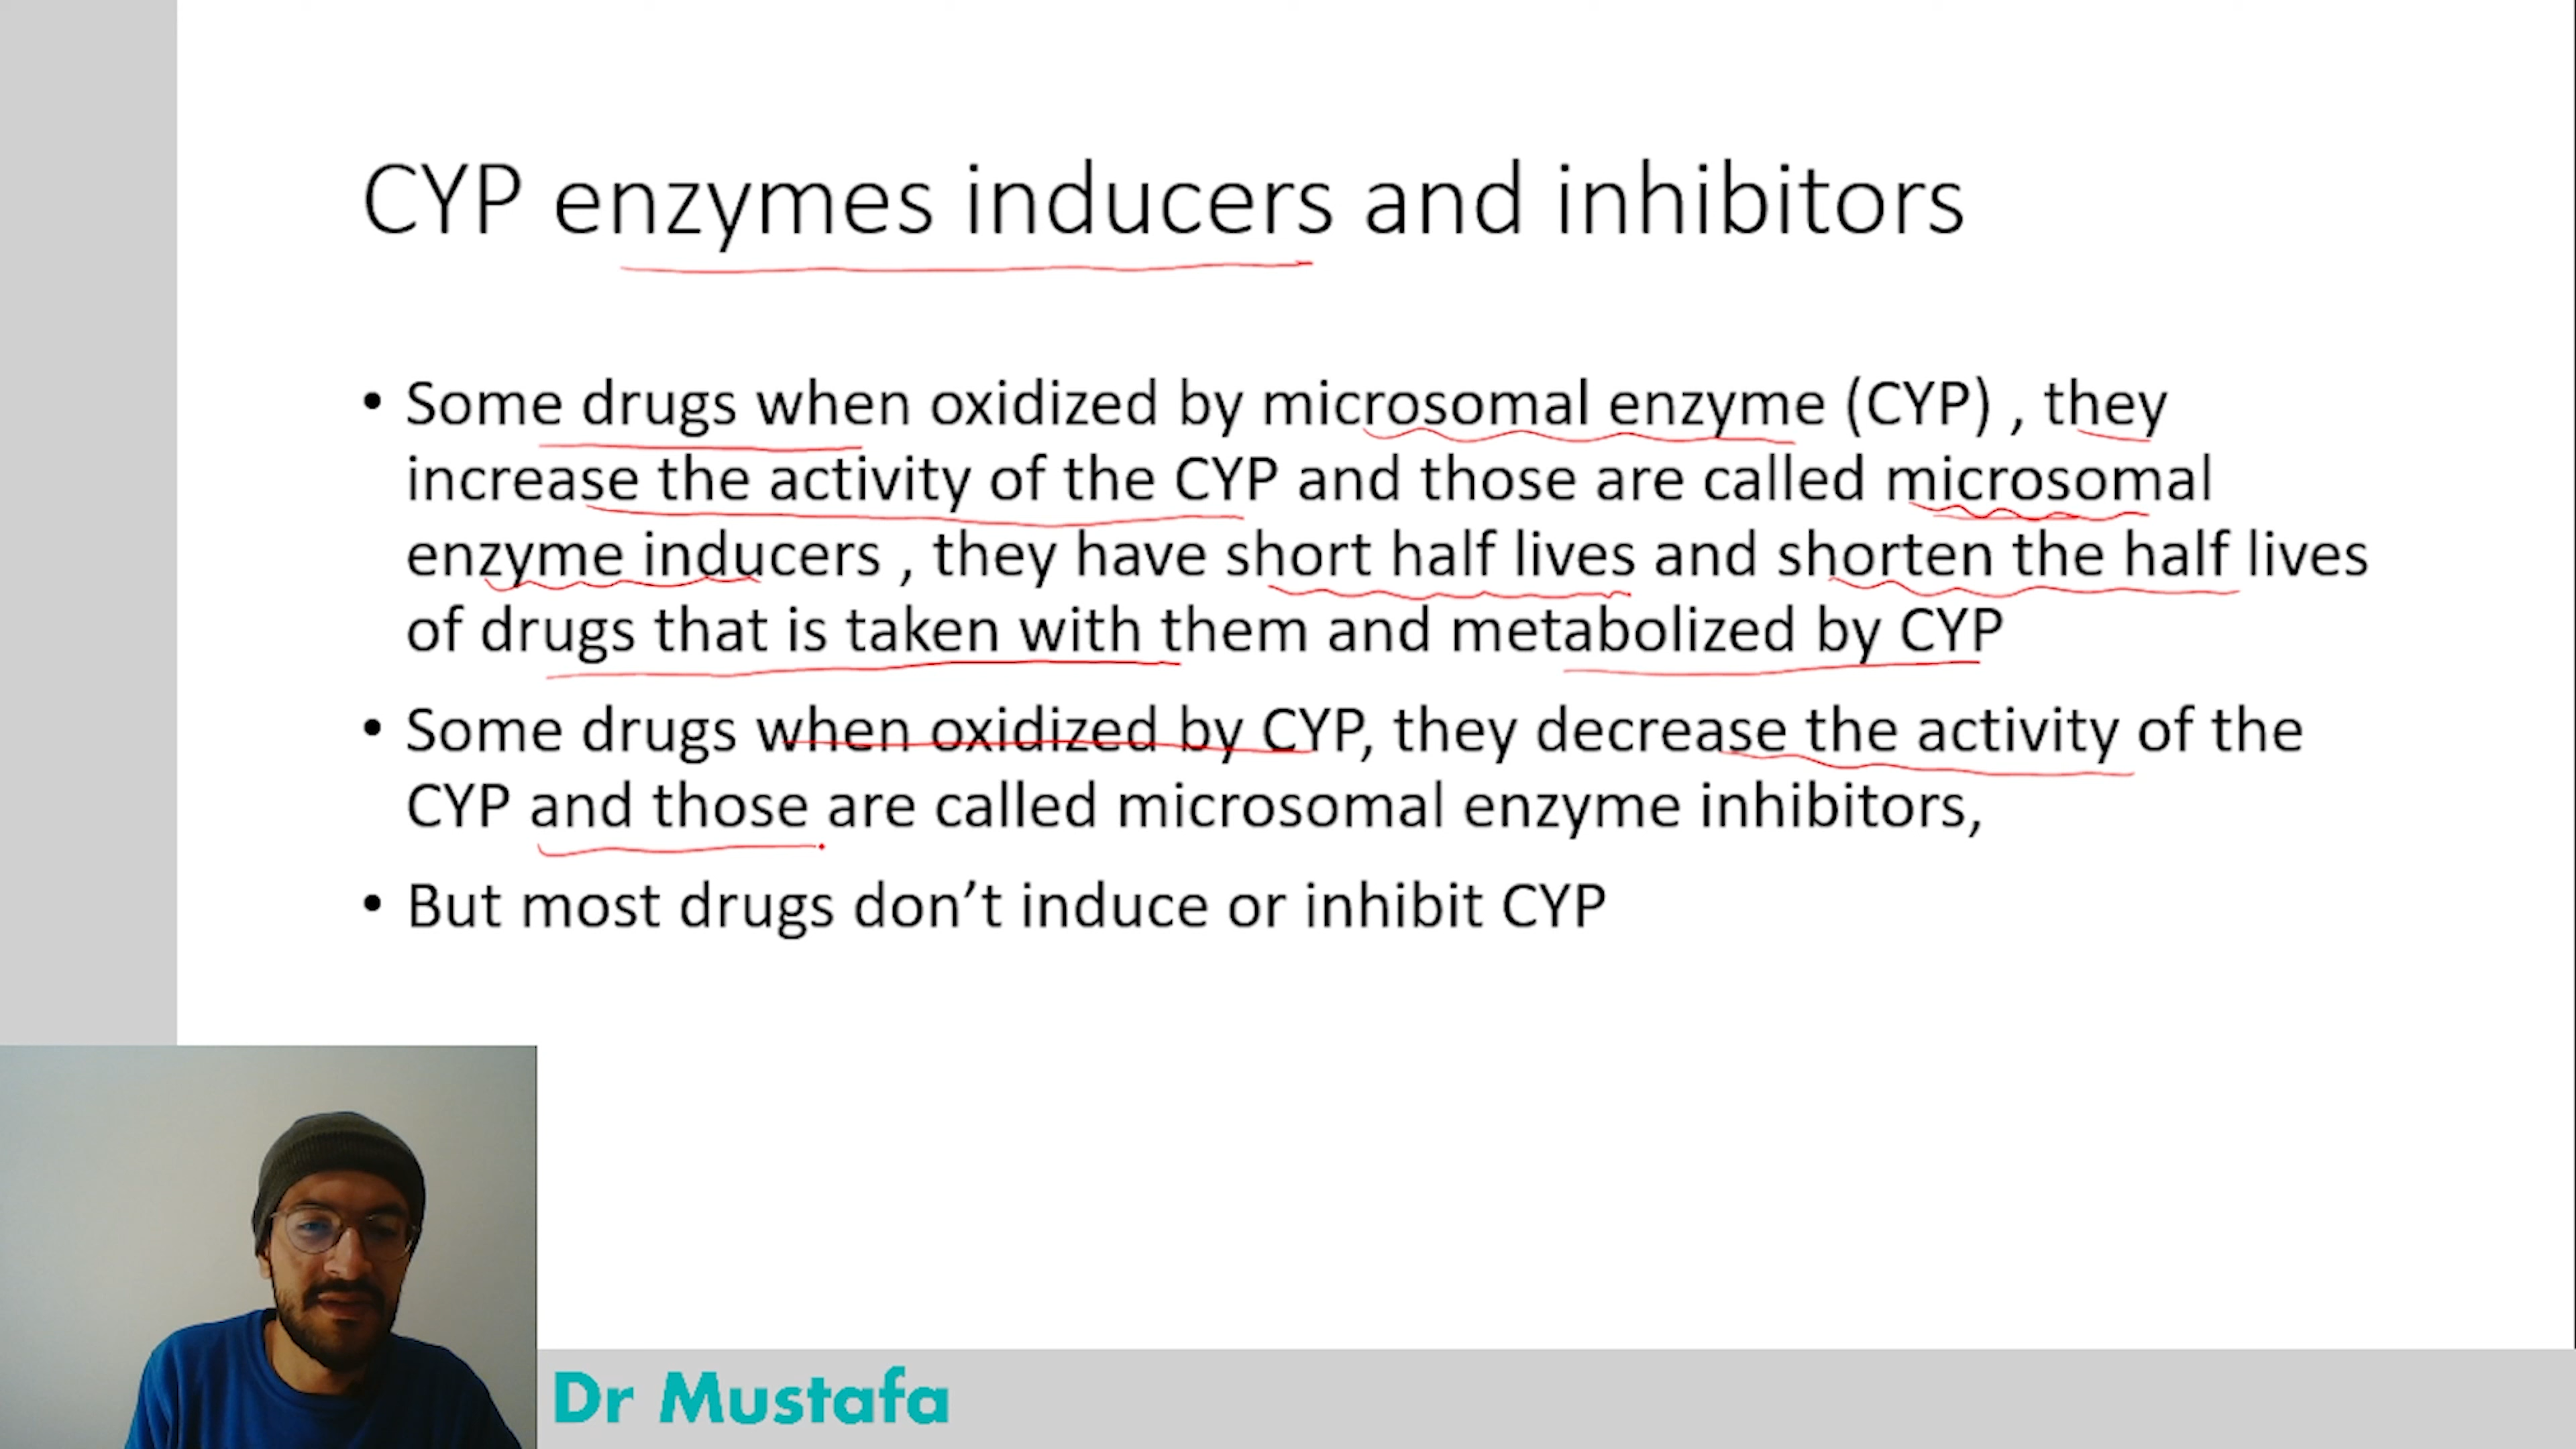 CYP enzymes inducers and inhibitors
• Some drugs when oxidized by microsomal enzyme (CYP) , they
increase the activity of the CYP and those are called microsomal
enzyme inducers , they have short half lives and shorten the half lives
of drugs that is taken with them and metabolized by CYP
• Some drugs when oxidized by CYP, they decrease the activity of the
CYP and those are called microsomal enzyme inhibitors,
• But most drugs don’t induce or inhibit CYP
Dr Mustafa